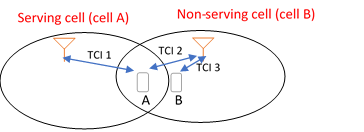 Serving cell (cell A)
Non-serving cell (cell B)
TCI 1
TCI 2
TCI 3
A
B